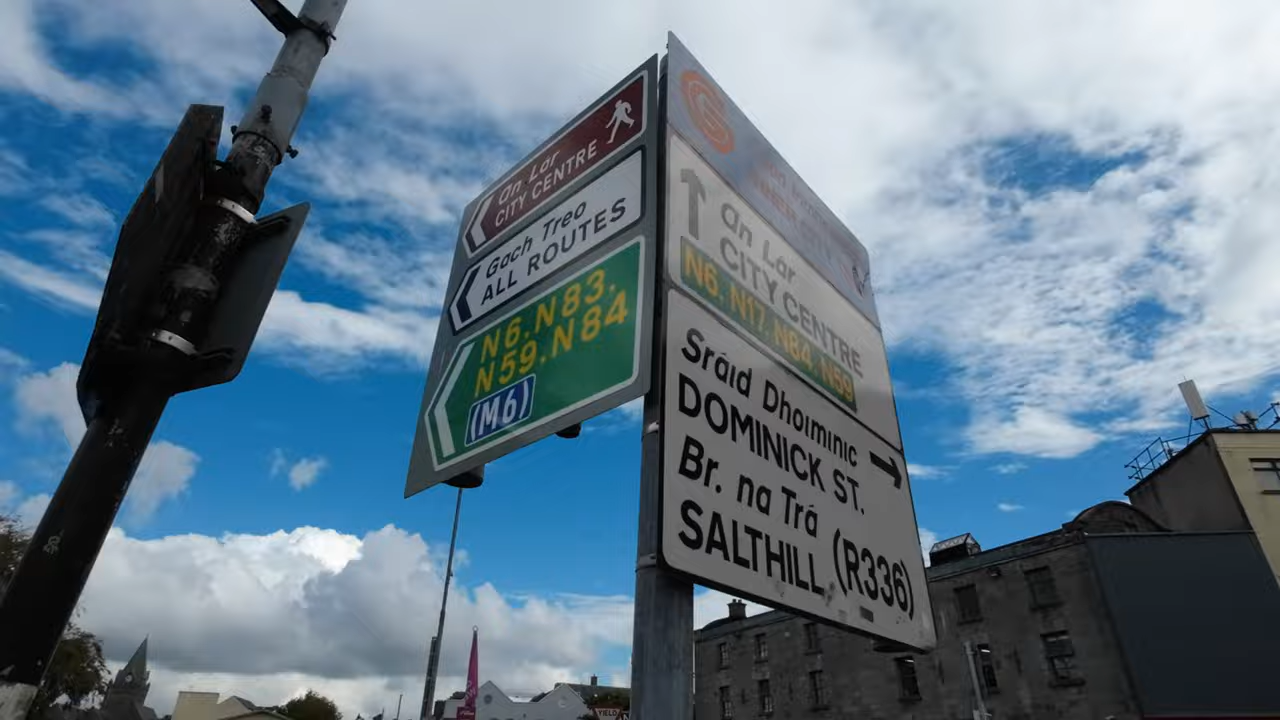 An Lár
CITY CENTRE
Gach Treo
ALL ROUTES
N6. N83.
N59. N84
(M6)
An Lár
CITY CENTRE
N6. N17. N84. N59
Sráid Dhoiminic
DOMINICK ST.
Br. na Trá
SALTHILL (R336)
YIELD